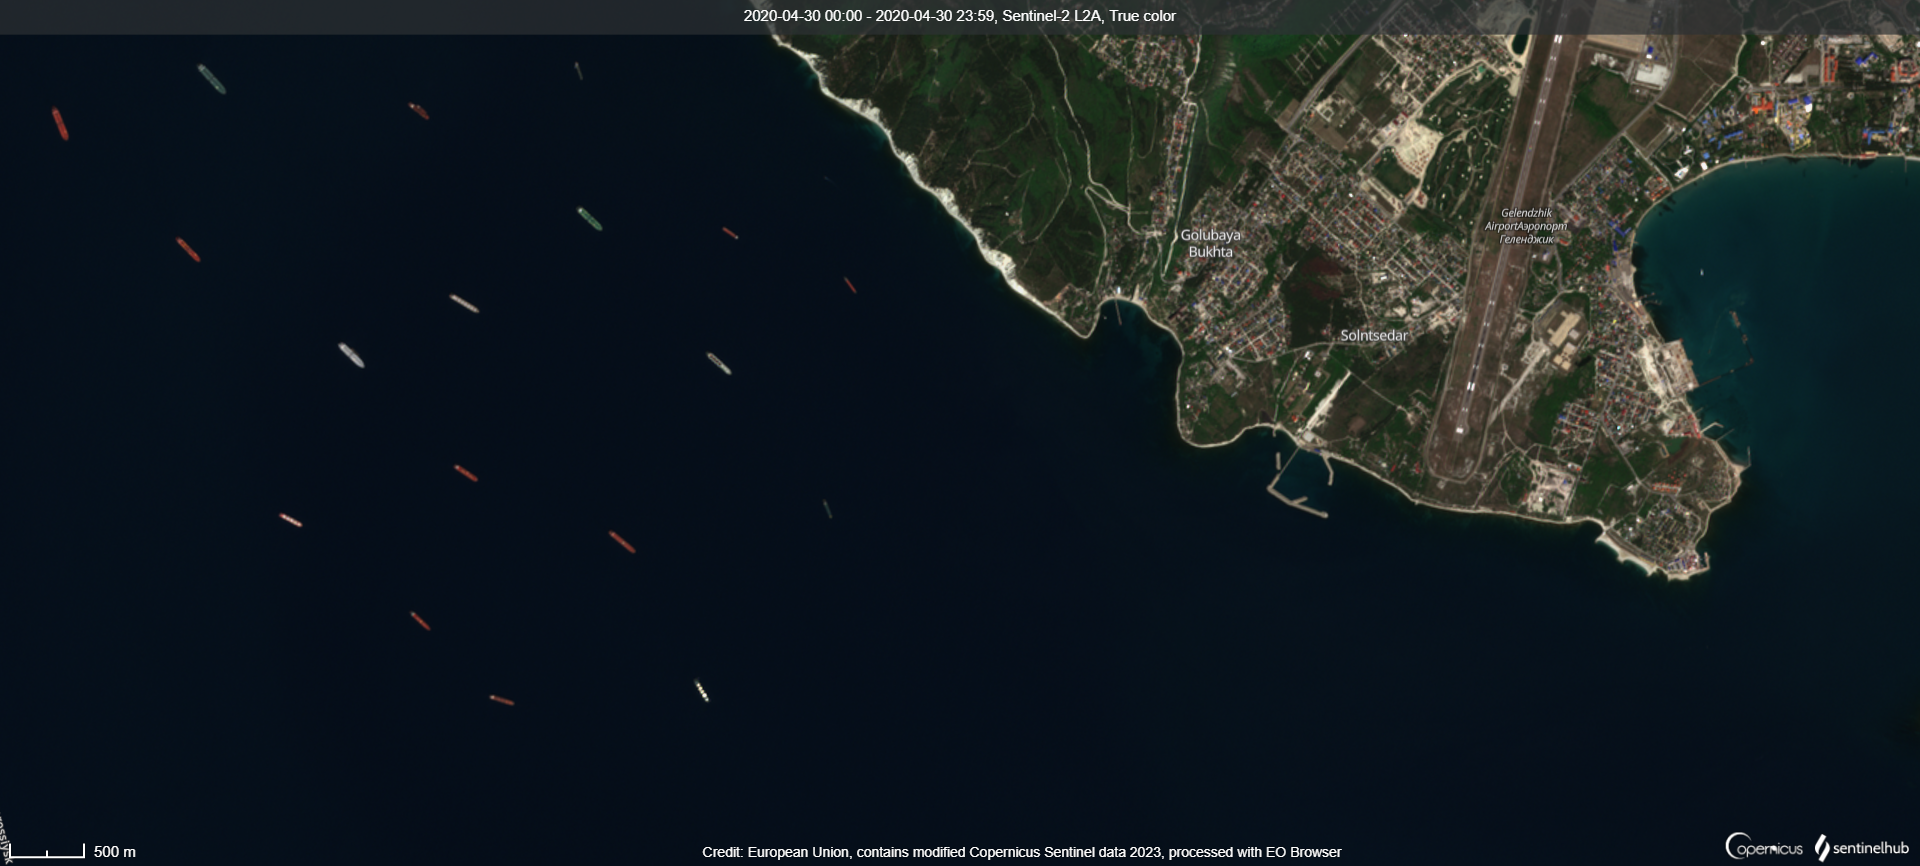 2020-04-30 00:00 - 2020-04-30 23:59, Sentinel-2 L2A, True color
Gelendzhik
AirportАэропорт
Геленджик
Golubaya
Bukhta
Solntsedar
500 m
Credit: European Union, contains modified Copernicus Sentinel data 2023, processed with EO Browser
Copernicus
sentinelhub